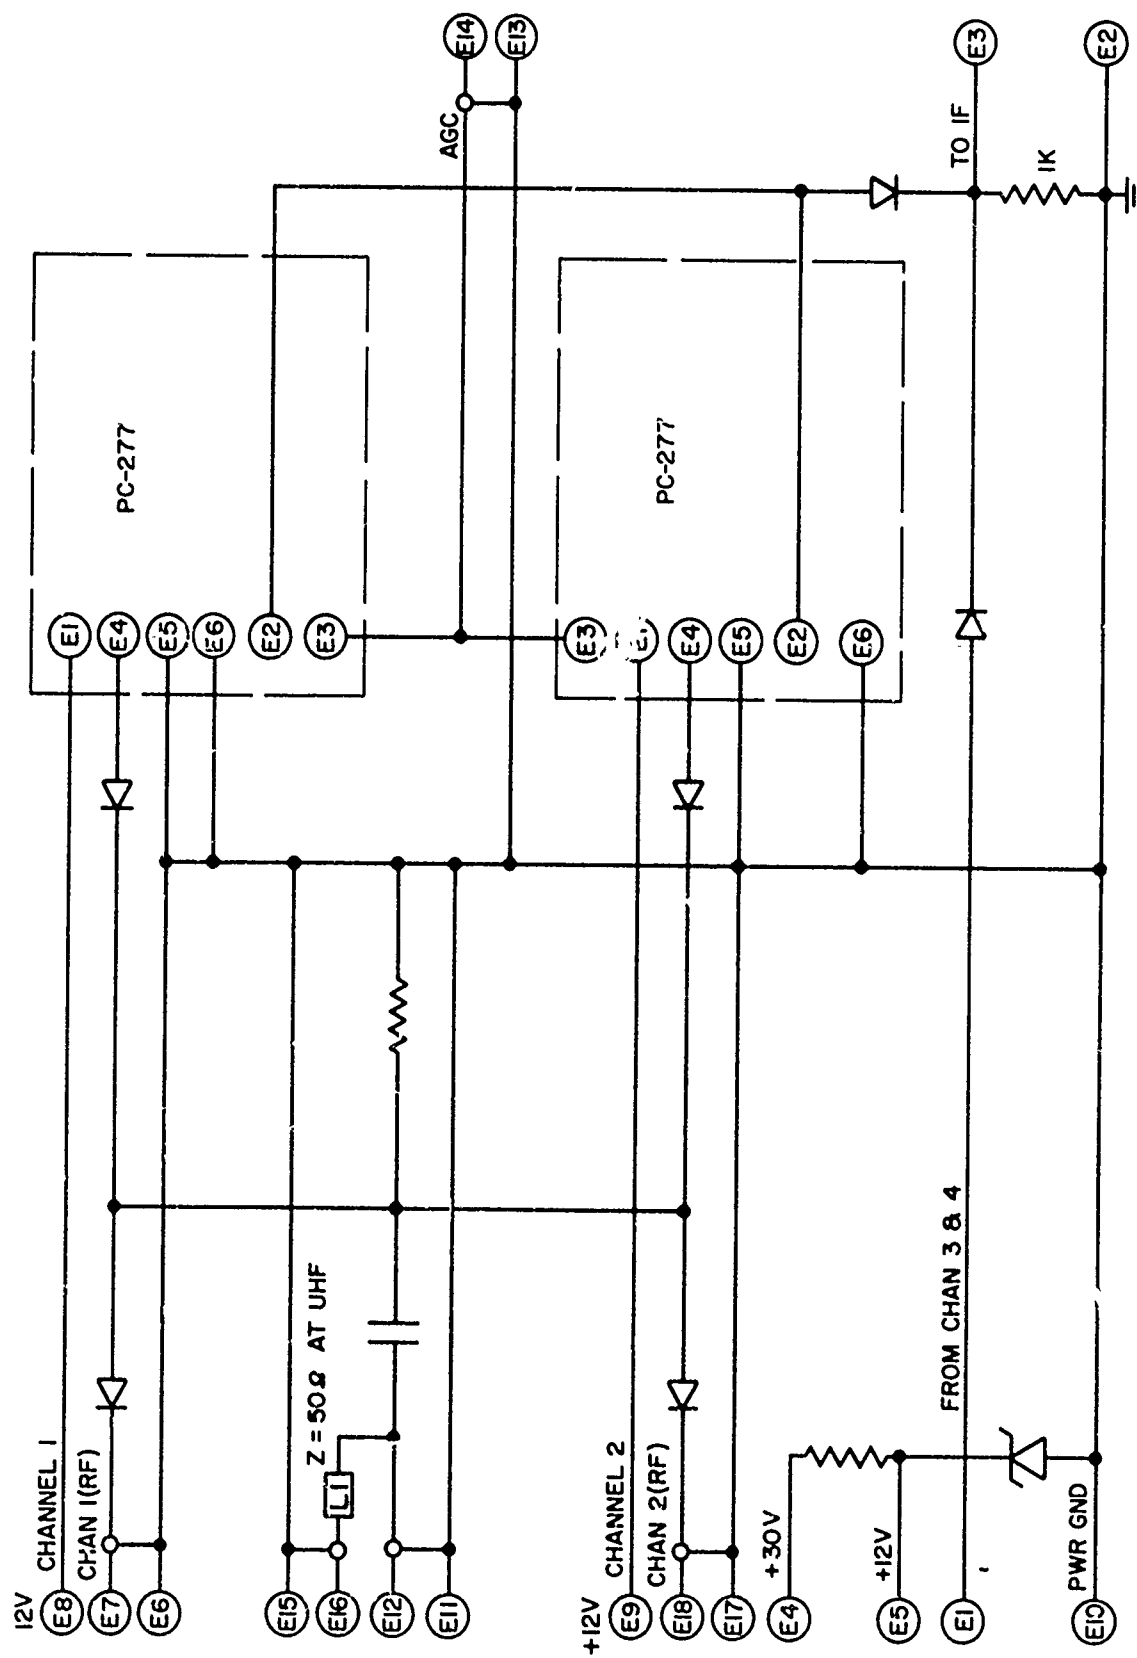 E14
E13
E3
E2
AGC
TO IF
1K
PC-277
E1
E4
E5
E6
E2
E3
PC-277
E3
E4
E5
E2
E6
12V
E8
CHANNEL 1
E7
CHAN 1(RF)
E6
E15
E16
L1
Z = 50Ω AT UHF
E12
E11
+12V
E9
CHANNEL 2
E18
CHAN 2(RF)
E17
+30V
E4
+12V
E5
FROM CHAN 3 & 4
E1
PWR GND
E10